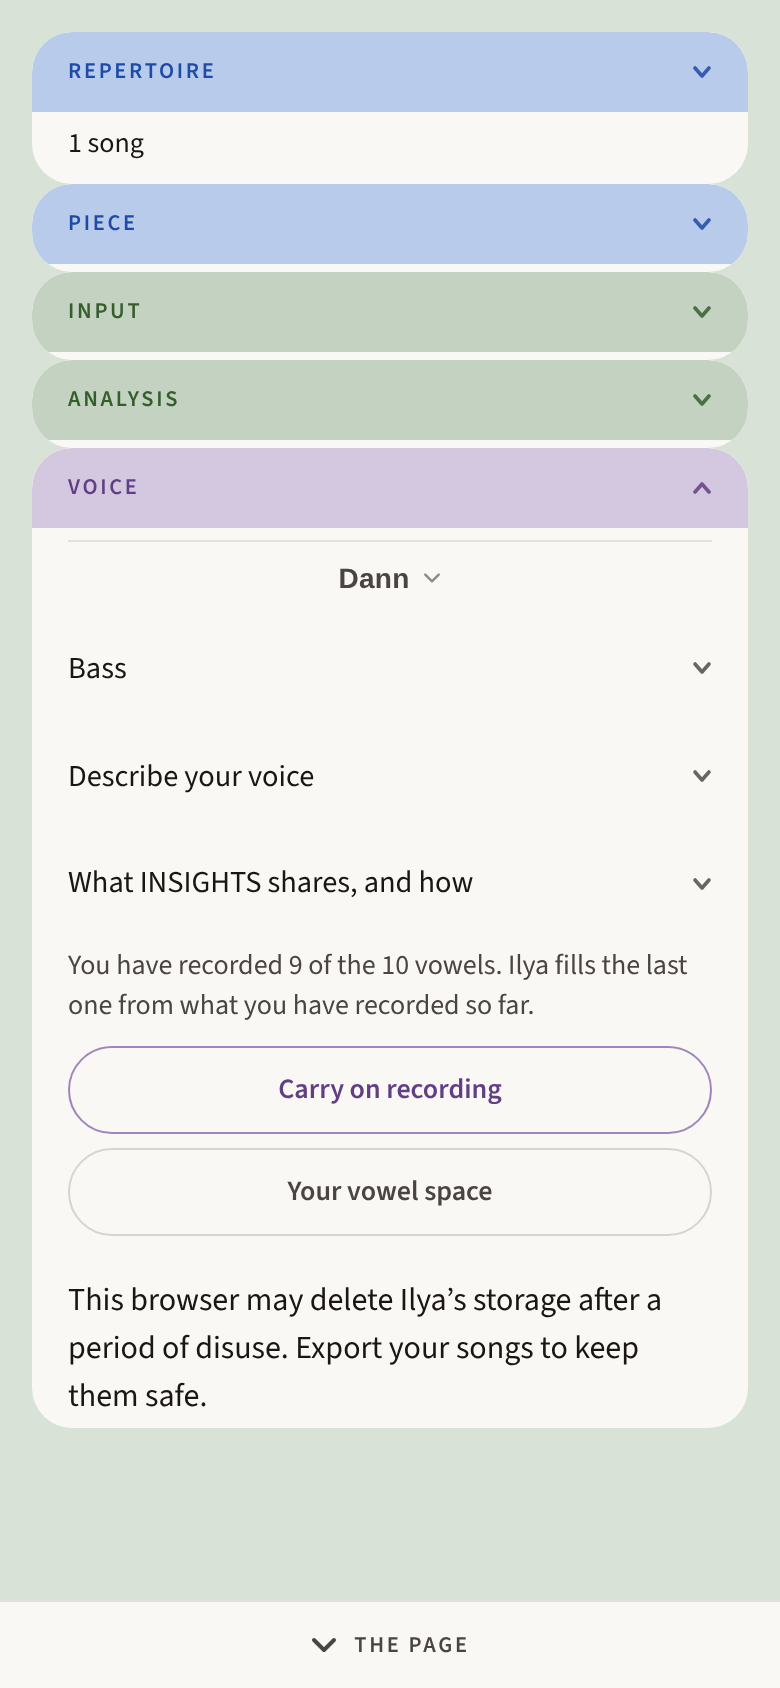 REPERTOIRE
1 song
PIECE
INPUT
ANALYSIS
VOICE
Dann
Bass
Describe your voice
What INSIGHTS shares, and how
You have recorded 9 of the 10 vowels. Ilya fills the last
one from what you have recorded so far.
Carry on recording
Your vowel space
This browser may delete Ilya’s storage after a
period of disuse. Export your songs to keep
them safe.
THE PAGE